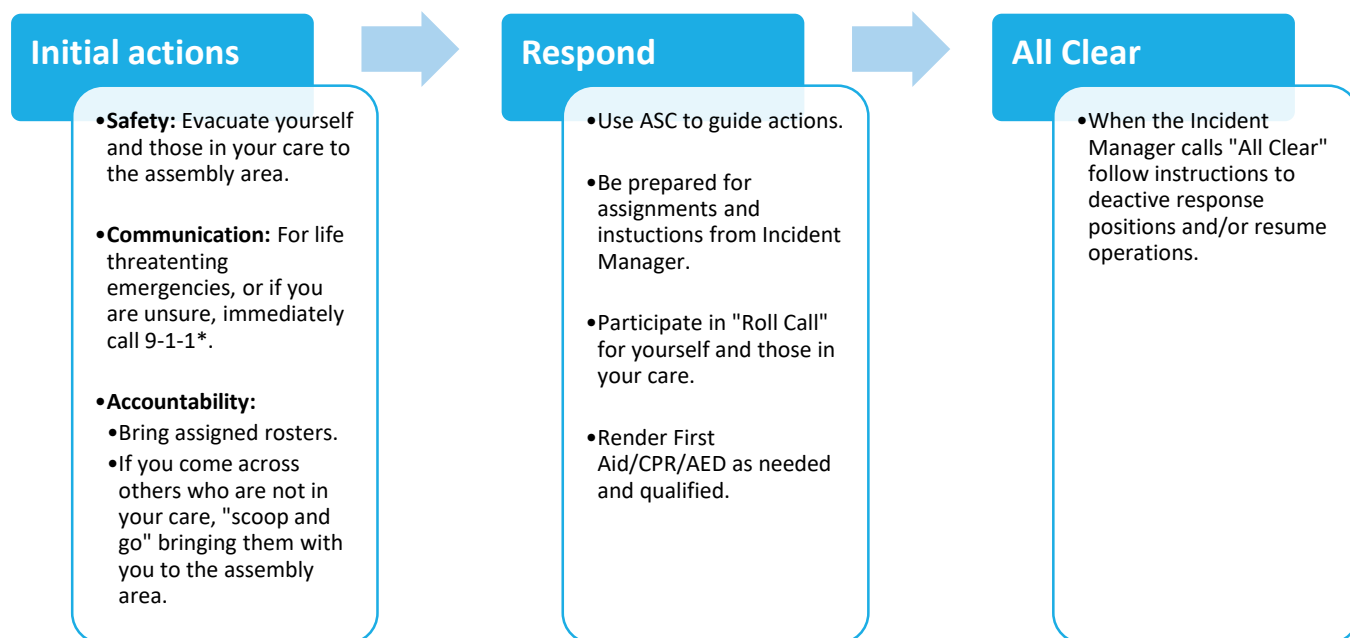 Initial actions
•Safety: Evacuate yourself
and those in your care to
the assembly area.
•Communication: For life
threatenting
emergencies, or if you
are unsure, immediately
call 9-1-1*.
•Accountability:
•Bring assigned rosters.
•If you come across
others who are not in
your care, "scoop and
go" bringing them with
you to the assembly
area.
Respond
•Use ASC to guide actions.
•Be prepared for
assignments and
instuctions from Incident
Manager.
•Participate in "Roll Call"
for yourself and those in
your care.
•Render First
Aid/CPR/AED as needed
and qualified.
All Clear
•When the Incident
Manager calls "All Clear"
follow instructions to
deactive response
positions and/or resume
operations.